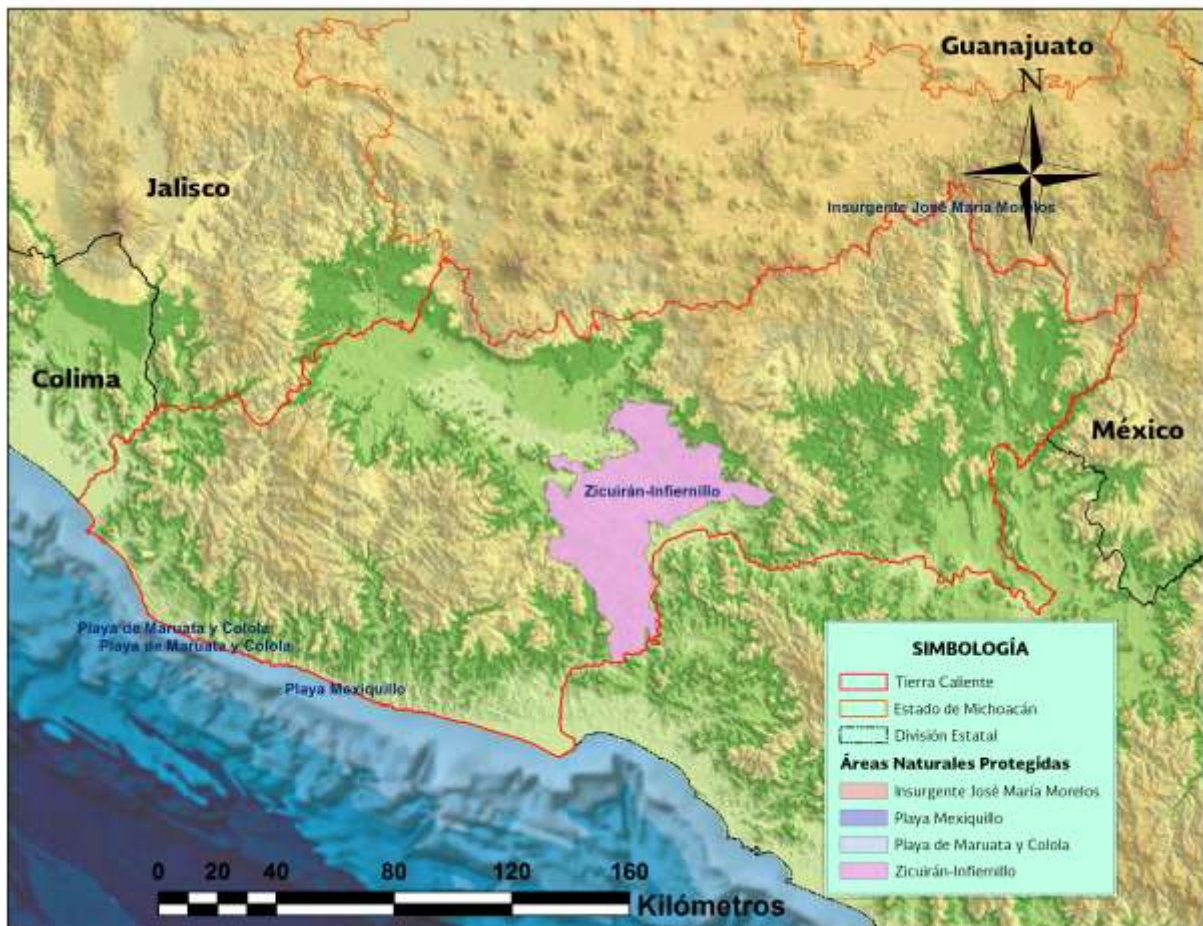 Guanajuato
N
Jalisco
Insurgente José María Morelos
Colima
México
Zicuirán-Infiernillo
Playa de Maruata y Colola
Playa de Maruata y Colola
Playa Mexiquillo
SIMBOLOGÍA
Tierra Caliente
Estado de Michoacán
División Estatal
Áreas Naturales Protegidas
Insurgente José María Morelos
Playa Mexiquillo
Playa de Maruata y Colola
Zicuirán-Infiernillo
0 20 40 80 120 160
Kilómetros